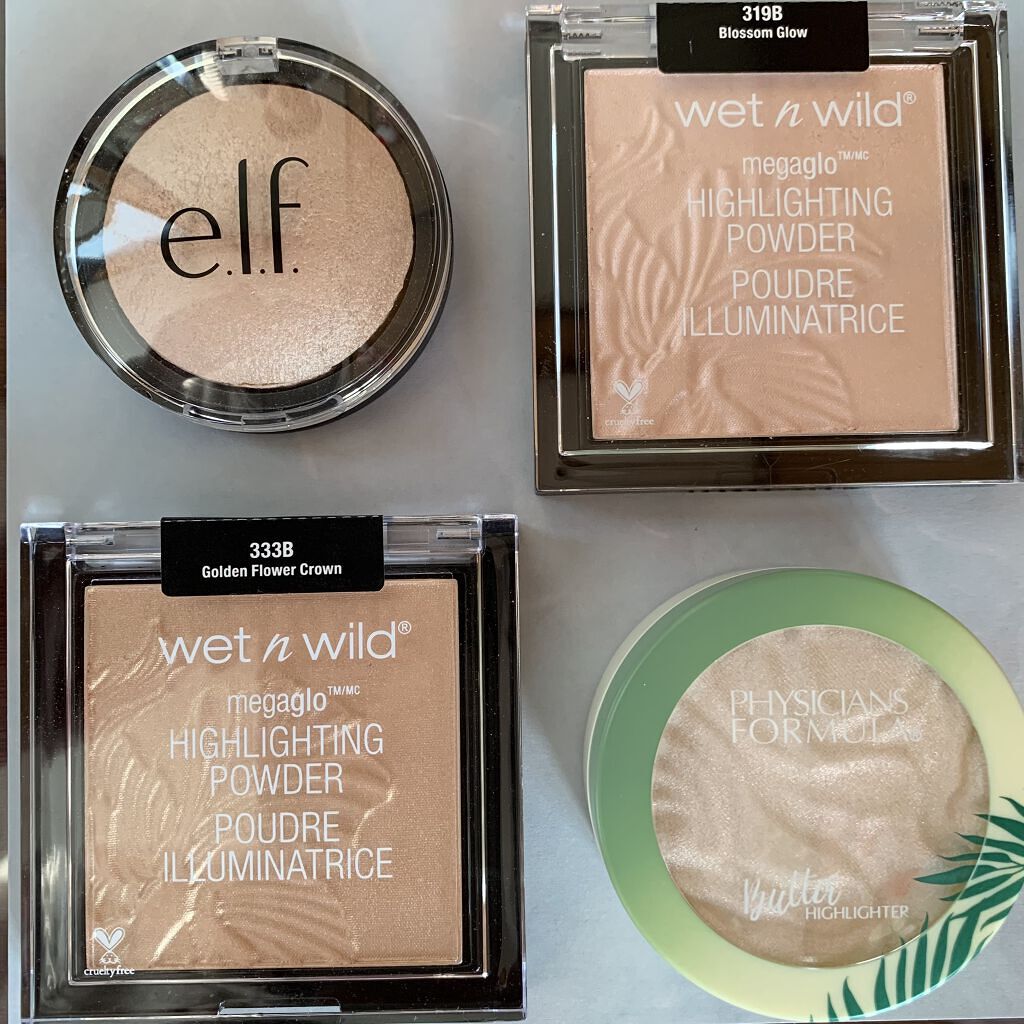 e.l.f.
319B
Blossom Glow
wet n wild®
megaglo™/MC
HIGHLIGHTING
POWDER
POUDRE
ILLUMINATRICE
crueltyfree
333B
Golden Flower Crown
wet n wild®
megaglo™/MC
HIGHLIGHTING
POWDER
POUDRE
ILLUMINATRICE
crueltyfree
PHYSICIANS
FORMULA®
Butter
HIGHLIGHTER